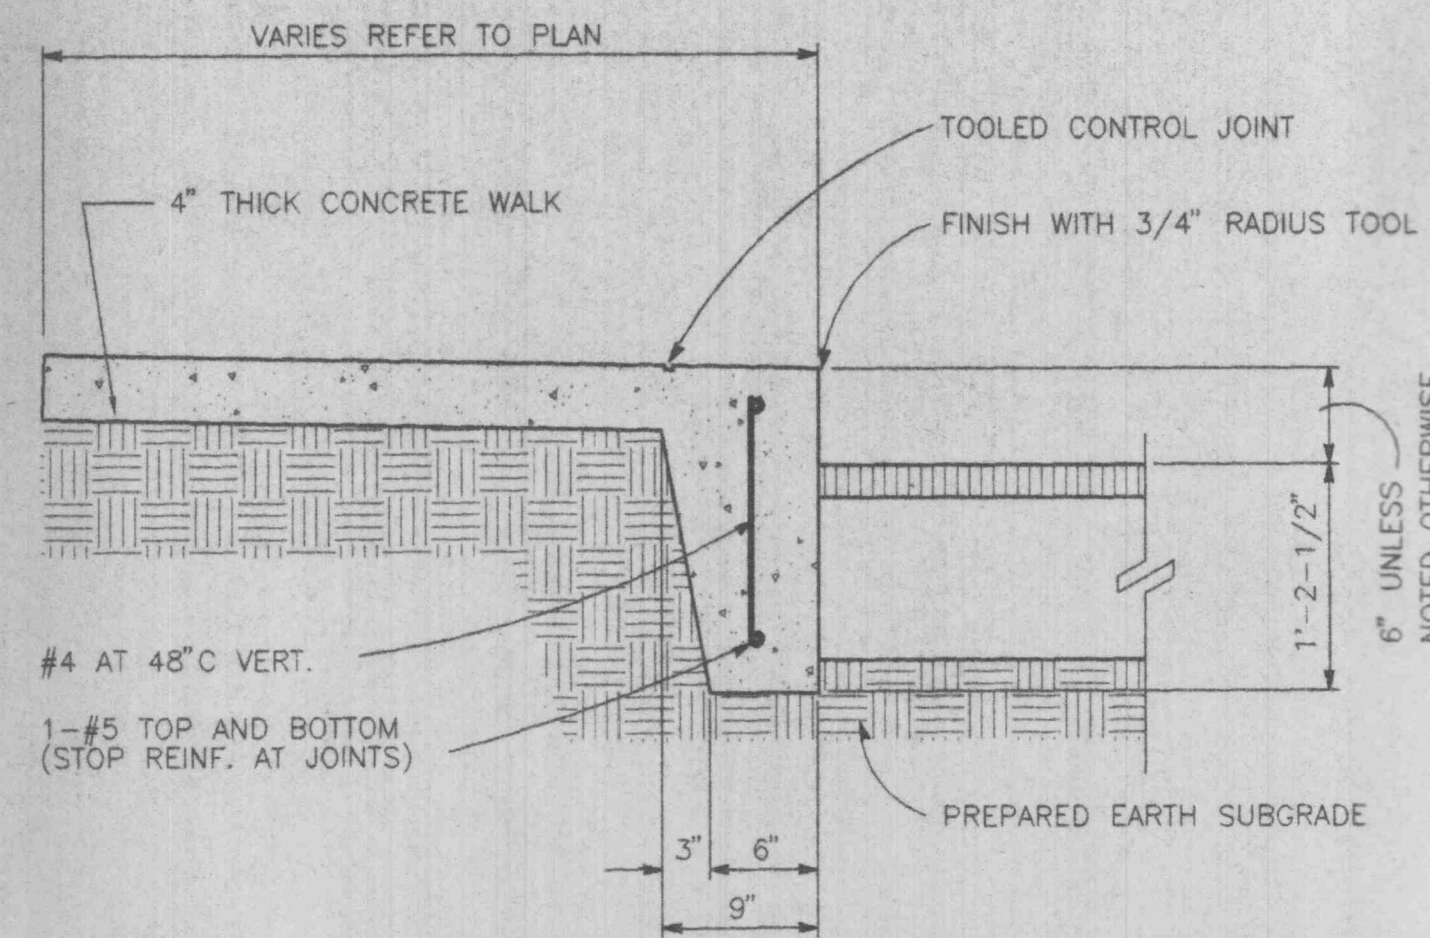 VARIES REFER TO PLAN
TOOLED CONTROL JOINT
4" THICK CONCRETE WALK
FINISH WITH 3/4" RADIUS TOOL
6" UNLESS
NOTED OTHERWISE
1'-2-1/2"
#4 AT 48"C VERT.
1-#5 TOP AND BOTTOM
(STOP REINF. AT JOINTS)
PREPARED EARTH SUBGRADE
3"
6"
9"